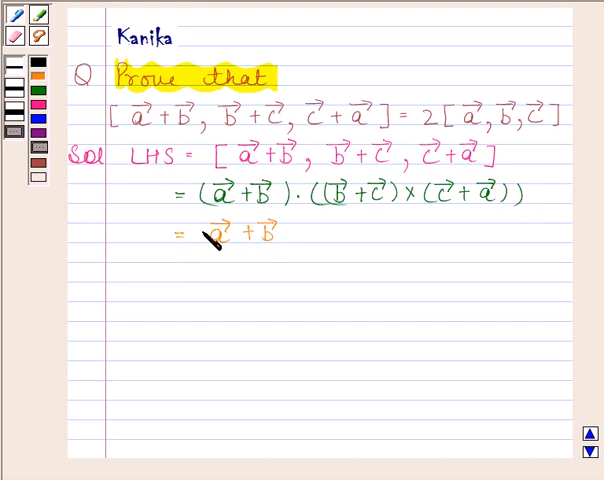 Kanika
Q Prove that
[ a⃗ + b⃗ , b⃗ + c⃗ , c⃗ + a⃗ ] = 2 [ a⃗ , b⃗ , c⃗ ]
Sol LHS = [ a⃗ + b⃗ , b⃗ + c⃗ , c⃗ + a⃗ ]
= ( a⃗ + b⃗ ) . ( ( b⃗ + c⃗ ) × ( c⃗ + a⃗ ) )
= a⃗ + b⃗